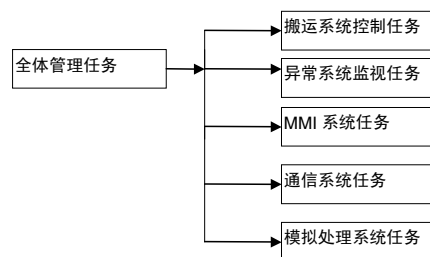 搬运系统控制任务
全体管理任务
异常系统监视任务
MMI 系统任务
通信系统任务
模拟处理系统任务